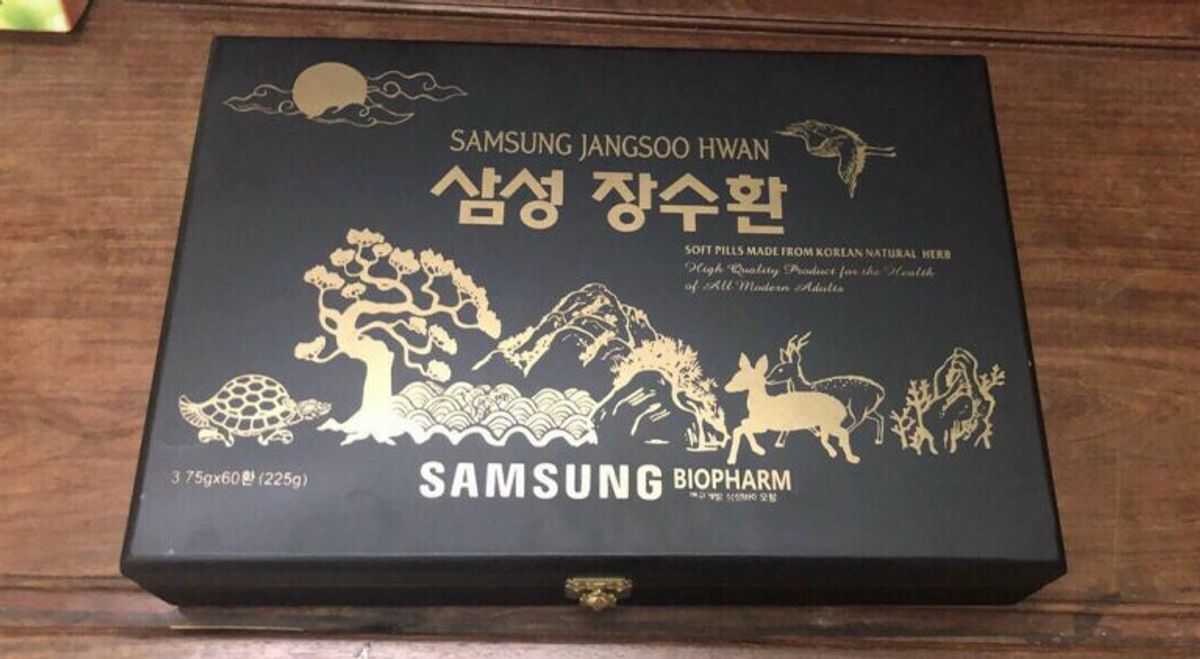 SAMSUNG JANGSOO HWAN
삼성 장수환
SOFT PILLS MADE FROM KOREAN NATURAL HERB
High Quality Product for the Health
of All Modern Adults
3.75gx60환 (225g)
SAMSUNG BIOPHARM